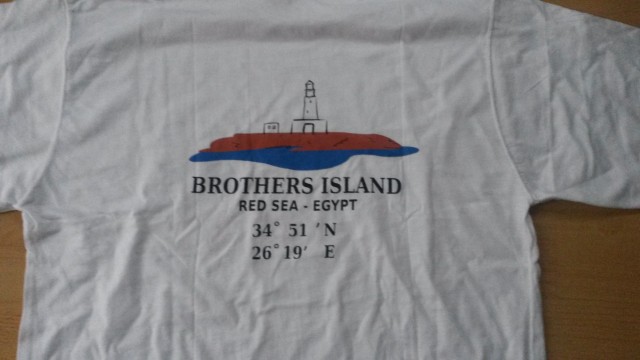 BROTHERS ISLAND
RED SEA - EGYPT
34° 51 'N
26° 19' E